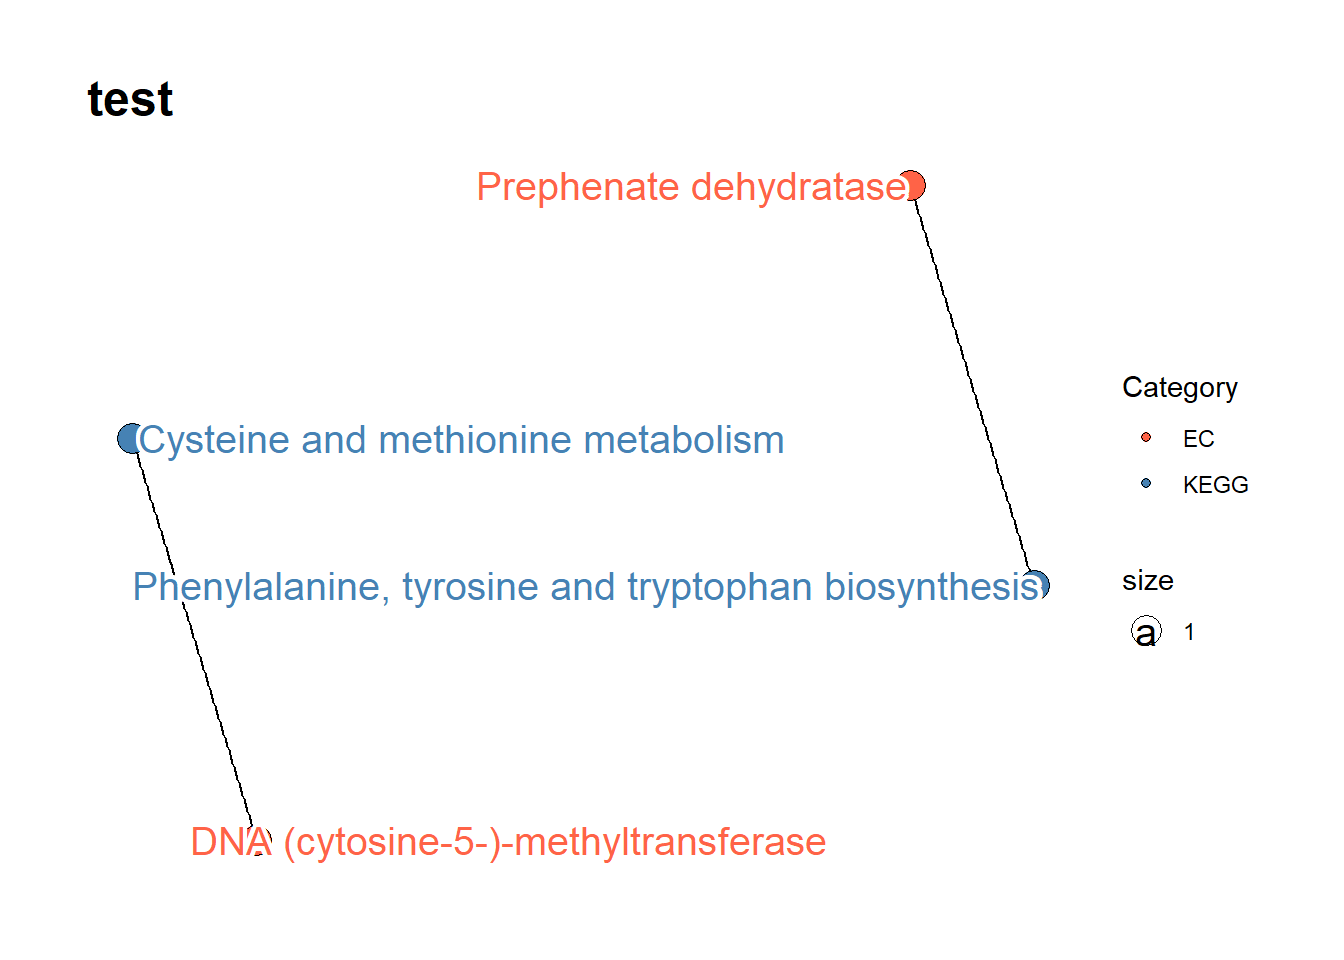 test
Prephenate dehydratase
Cysteine and methionine metabolism
Phenylalanine, tyrosine and tryptophan biosynthesis
DNA (cytosine-5-)-methyltransferase
Category
EC
KEGG
size
a 1